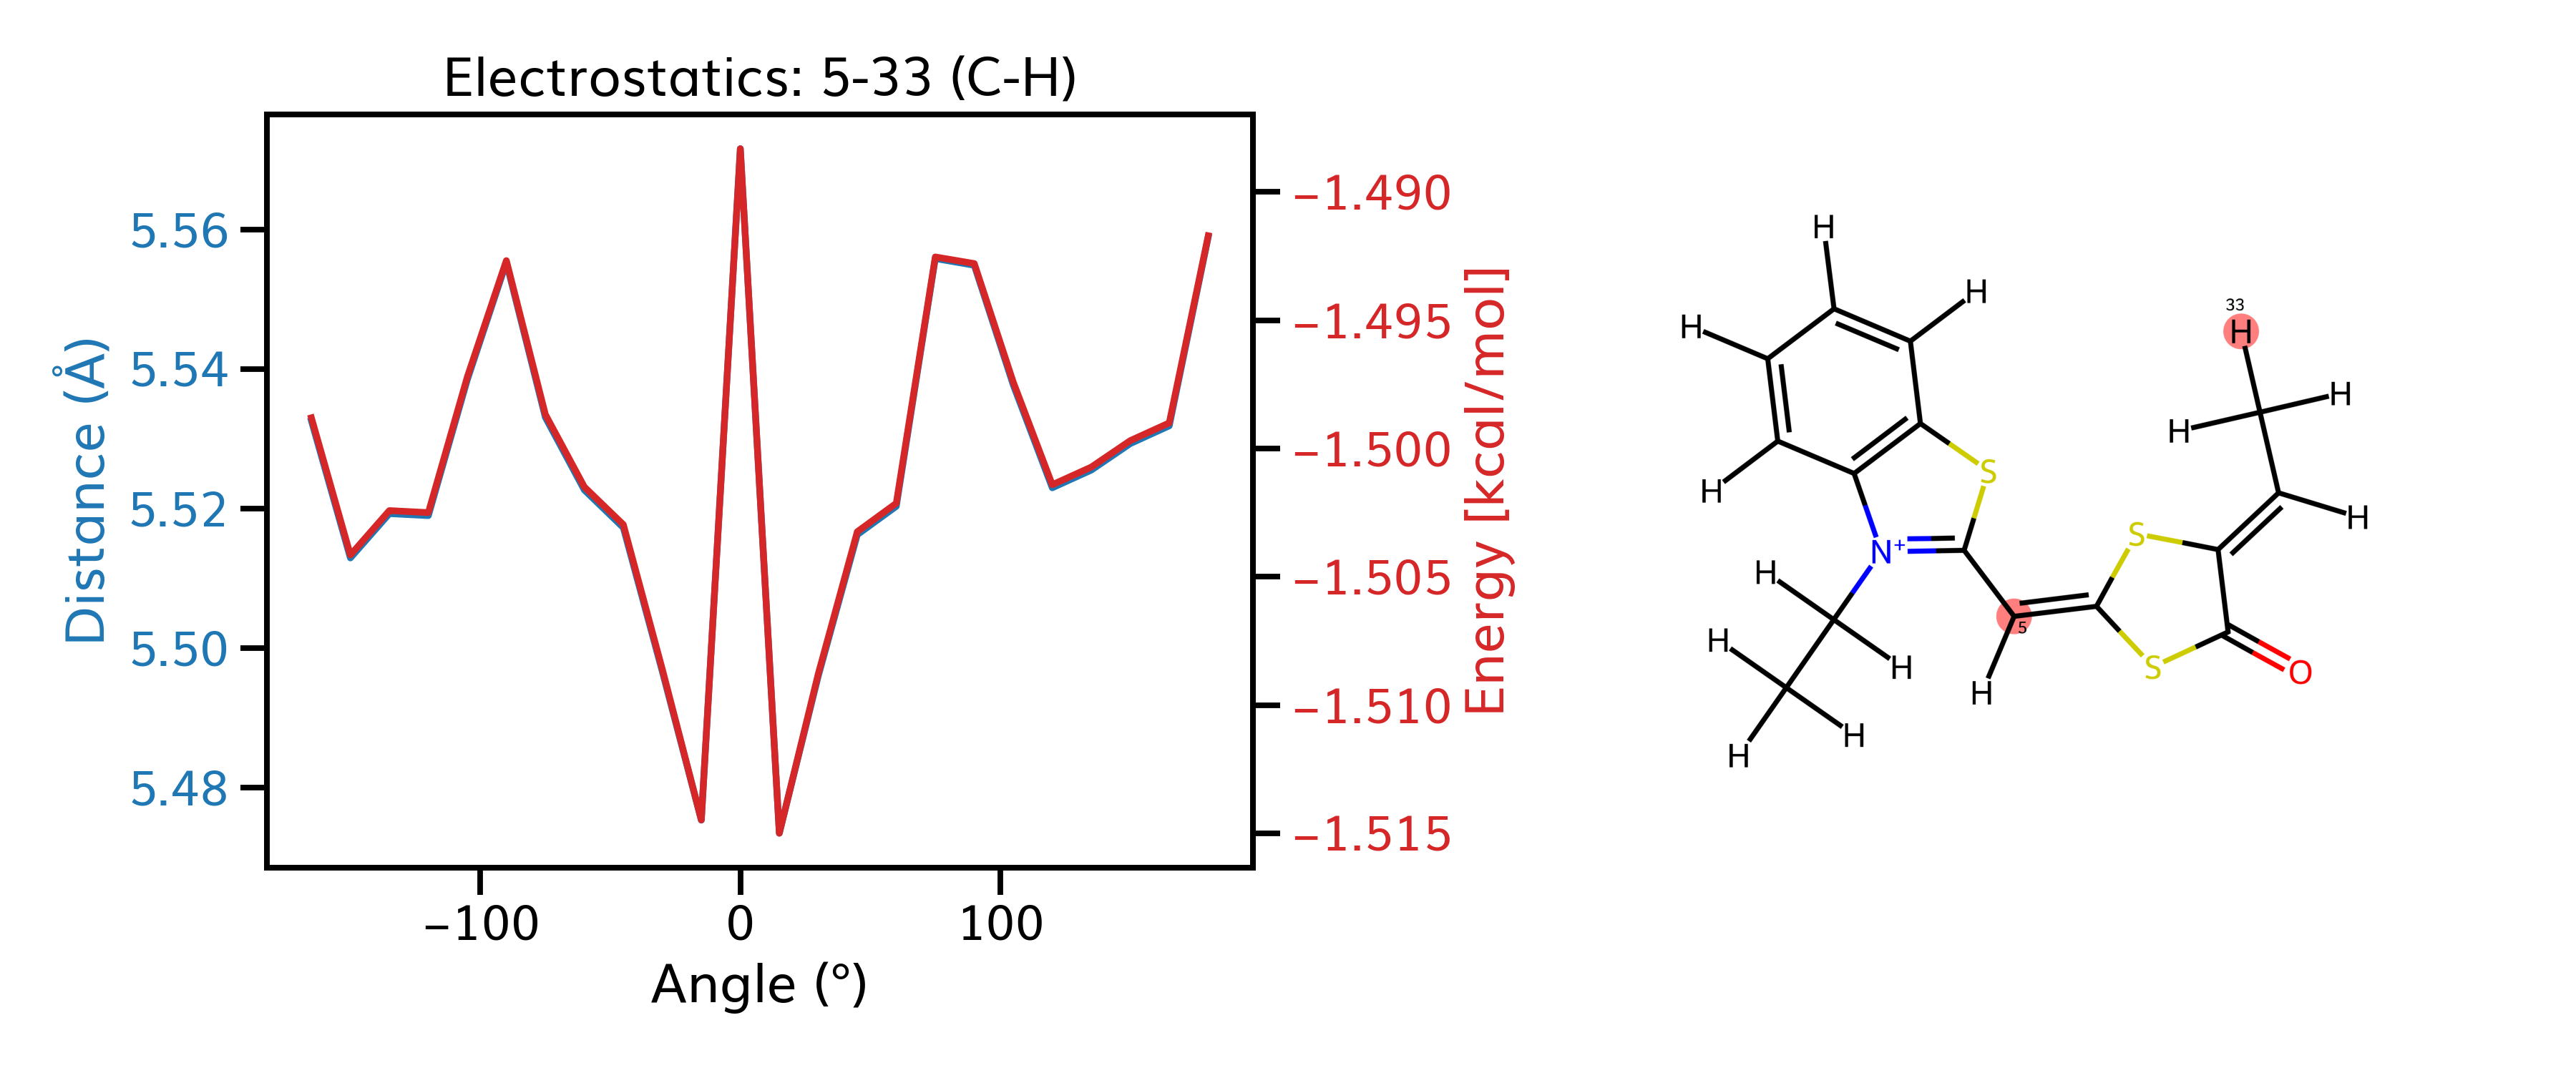 Electrostatics: 5-33 (C-H)
Distance (Å)
5.56
5.54
5.52
5.50
5.48
−1.490
−1.495
−1.500
−1.505
−1.510
−1.515
Energy [kcal/mol]
−100 0 100
Angle (°)
H
H
33
H
H
H
H
S
H
H
H
S
N+
H
5
H
H
S
O
H
H
H